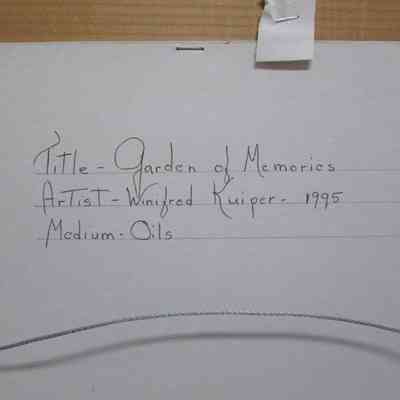 Title - Garden of Memories
Artist - Winifred Kuiper - 1995
Medium - Oils